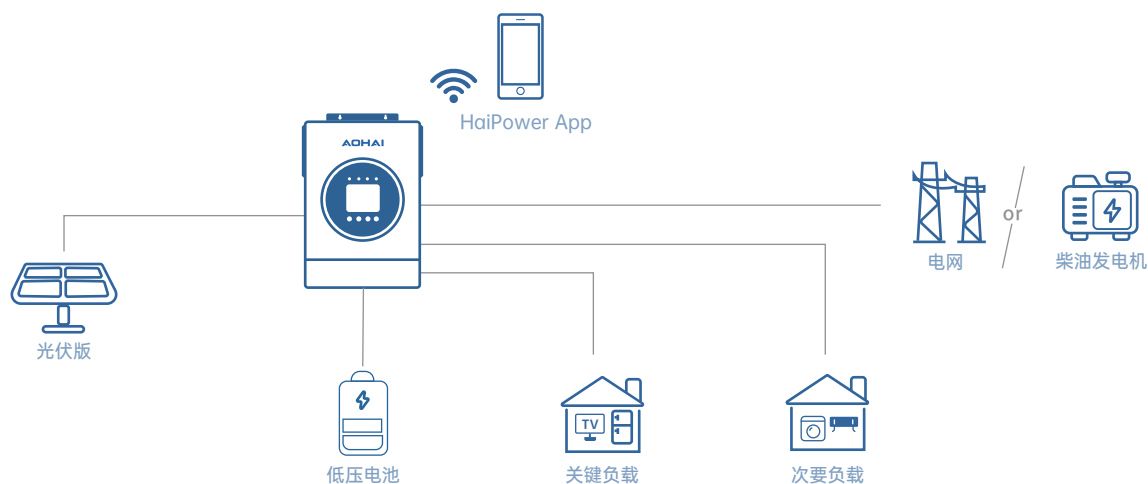 HaiPower App
AOHAI
or
电网
柴油发电机
光伏版
TV
低压电池
关键负载
次要负载